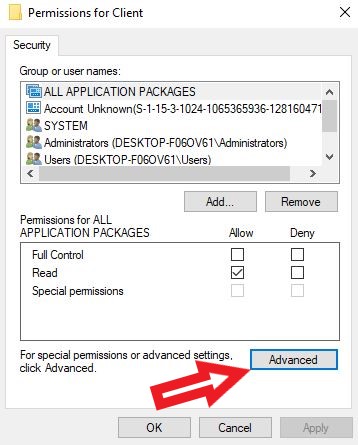 Permissions for Client
Security
Group or user names:
ALL APPLICATION PACKAGES
Account Unknown(S-1-15-3-1024-1065365936-128160471
SYSTEM
Administrators (DESKTOP-F06OV61\Administrators)
Users (DESKTOP-F06OV61\Users)
Add...
Remove
Permissions for ALL
APPLICATION PACKAGES
Allow
Deny
Full Control
Read
Special permissions
For special permissions or advanced settings,
click Advanced.
Advanced
OK
Cancel
Apply